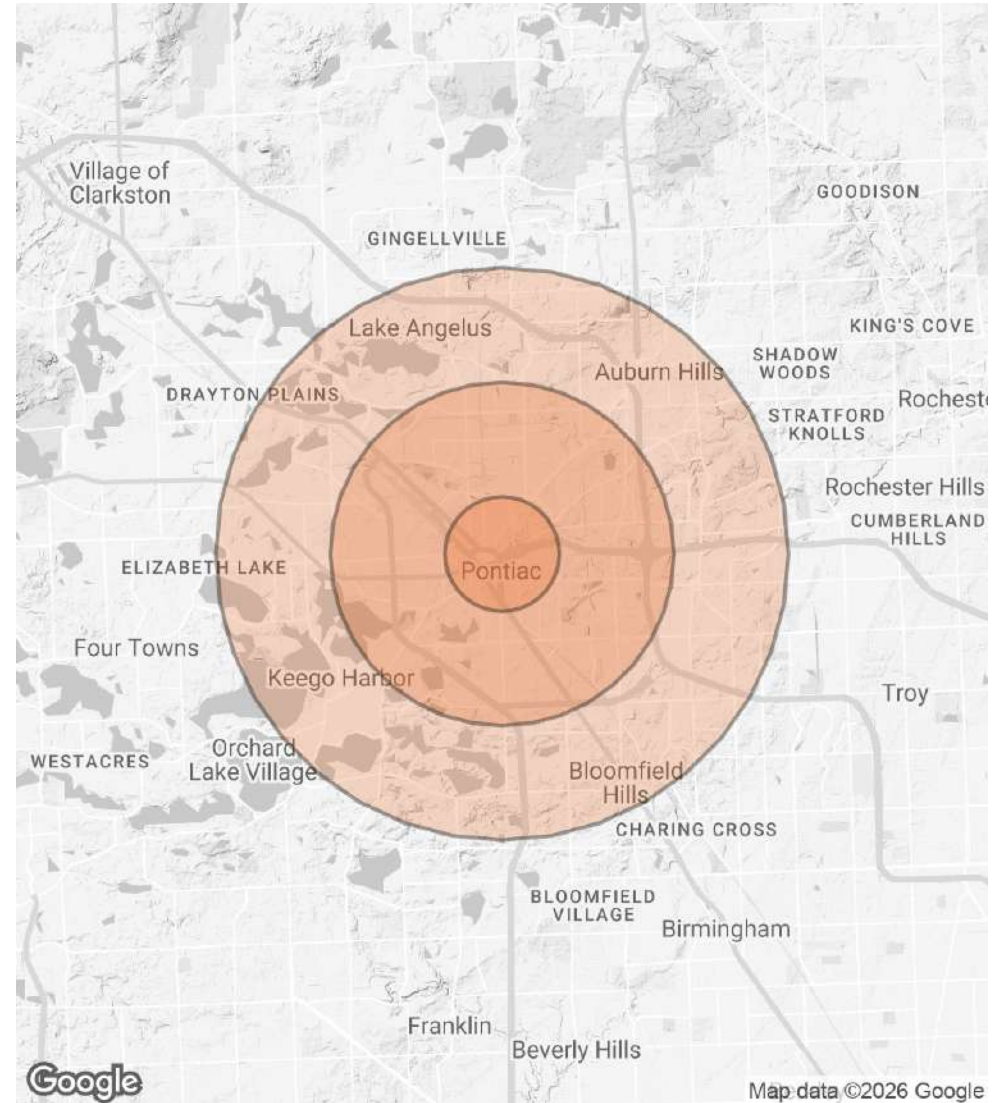 Village of
Clarkston
GOODISON
GINGELLVILLE
Lake Angelus
KING'S COVE
SHADOW
WOODS
Auburn Hills
DRAYTON PLAINS
Rocheste
STRATFORD
KNOLLS
Rochester Hills
CUMBERLAND
HILLS
ELIZABETH LAKE
Pontiac
Four Towns
Keego Harbor
Troy
Orchard
Lake Village
WESTACRES
Bloomfield
Hills
CHARING CROSS
BLOOMFIELD
VILLAGE
Birmingham
Franklin
Beverly Hills
Google
Map data ©2026 Google